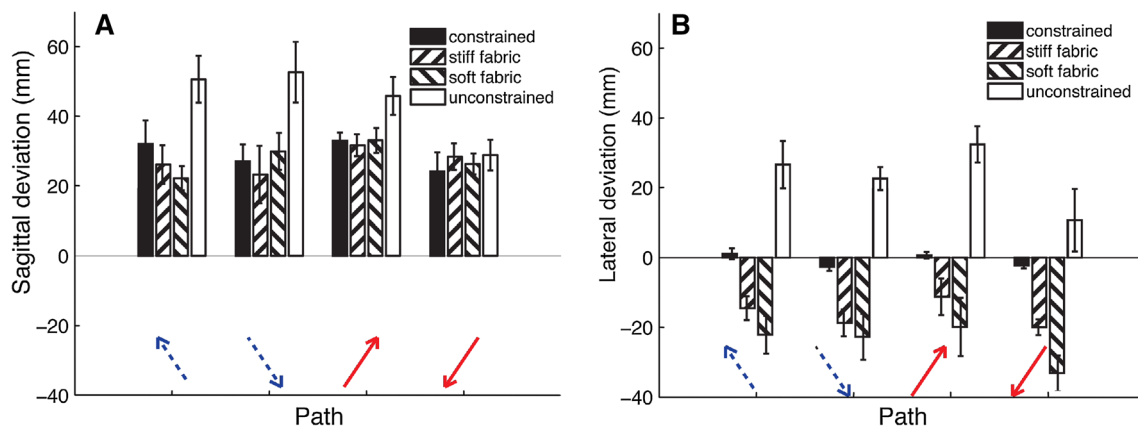 A
constrained
stiff fabric
soft fabric
unconstrained
Sagittal deviation (mm)
60
40
20
0
−20
−40
Path
B
constrained
stiff fabric
soft fabric
unconstrained
Lateral deviation (mm)
60
40
20
0
−20
−40
Path